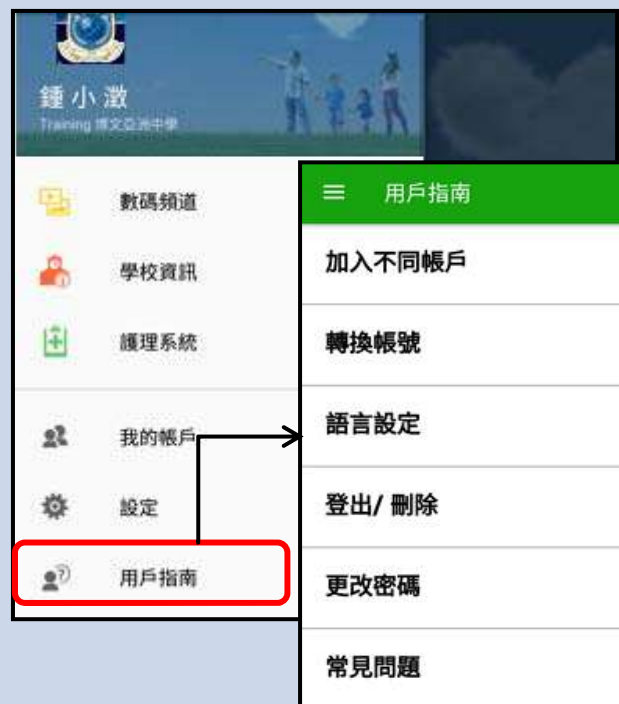 鍾小澂
Training 博文亞洲中學
數碼頻道
學校資訊
護理系統
我的帳戶
設定
用戶指南
用戶指南
加入不同帳戶
轉換帳號
語言設定
登出/ 刪除
更改密碼
常見問題